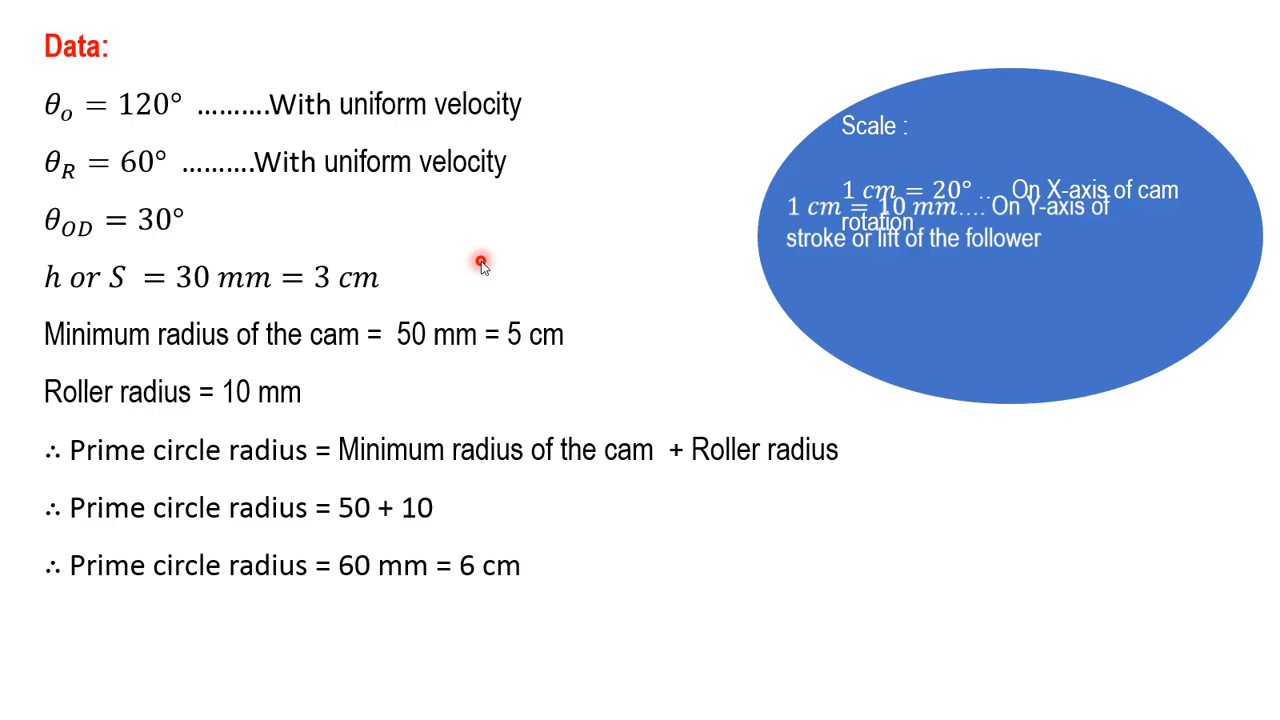 Data:
θₒ = 120° ..........With uniform velocity
θ_R = 60° ..........With uniform velocity
θ_OD = 30°
h or S = 30 mm = 3 cm
Minimum radius of the cam = 50 mm = 5 cm
Roller radius = 10 mm
∴ Prime circle radius = Minimum radius of the cam + Roller radius
∴ Prime circle radius = 50 + 10
∴ Prime circle radius = 60 mm = 6 cm
Scale :
1 cm = 20° .... On X-axis of cam
rotation
1 cm = 10 mm.... On Y-axis of
stroke or lift of the follower